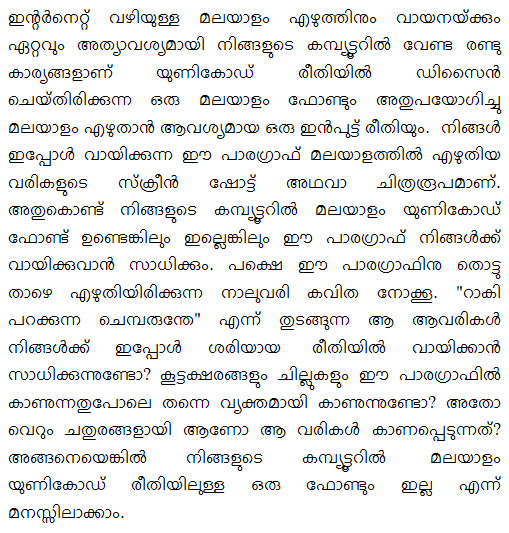 ഇന്റർനെറ്റ് വഴിയുള്ള മലയാളം എഴുത്തിനും വായനയ്ക്കും
ഏറ്റവും അത്യാവശ്യമായി നിങ്ങളുടെ കമ്പ്യൂട്ടറിൽ വേണ്ട രണ്ടു
കാര്യങ്ങളാണ് യുണികോഡ് രീതിയിൽ ഡിസൈൻ
ചെയ്തിരിക്കുന്ന ഒരു മലയാളം ഫോണ്ടും അതുപയോഗിച്ചു
മലയാളം എഴുതാൻ ആവശ്യമായ ഒരു ഇൻപുട്ട് രീതിയും. നിങ്ങൾ
ഇപ്പോൾ വായിക്കുന്ന ഈ പാരഗ്രാഫ് മലയാളത്തിൽ എഴുതിയ
വരികളുടെ സ്ക്രീൻ ഷോട്ട് അഥവാ ചിത്രരൂപമാണ്.
അതുകൊണ്ട് നിങ്ങളുടെ കമ്പ്യൂട്ടറിൽ മലയാളം യുണികോഡ്
ഫോണ്ട് ഉണ്ടെങ്കിലും ഇല്ലെങ്കിലും ഈ പാരഗ്രാഫ് നിങ്ങൾക്ക്
വായിക്കുവാൻ സാധിക്കും. പക്ഷെ ഈ പാരഗ്രാഫിനു തൊട്ടു
താഴെ എഴുതിയിരിക്കുന്ന നാലുവരി കവിത നോക്കൂ. "റാകി
പറക്കുന്ന ചെമ്പരുന്തേ" എന്ന് തുടങ്ങുന്ന ആ ആവരികൾ
നിങ്ങൾക്ക് ഇപ്പോൾ ശരിയായ രീതിയിൽ വായിക്കാൻ
സാധിക്കുന്നുണ്ടോ? കൂട്ടക്ഷരങ്ങളും ചില്ലുകളും ഈ പാരഗ്രാഫിൽ
കാണുന്നതുപോലെ തന്നെ വ്യക്തമായി കാണുന്നുണ്ടോ? അതോ
വെറും ചതുരങ്ങളായി ആണോ ആ വരികൾ കാണപ്പെടുന്നത്?
അങ്ങനെയെങ്കിൽ നിങ്ങളുടെ കമ്പ്യൂട്ടറിൽ മലയാളം
യുണികോഡ് രീതിയിലുള്ള ഒരു ഫോണ്ടും ഇല്ല എന്ന്
മനസ്സിലാക്കാം.